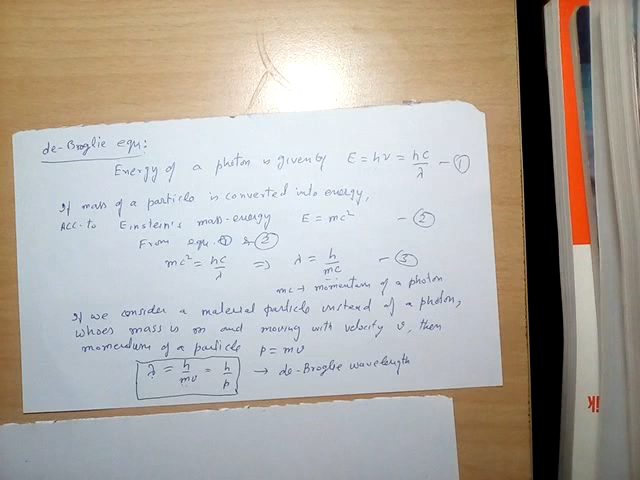 de-Broglie eqn:
Energy of a photon is given by E = hν = hc/λ — ①
If mass of a particle is converted into energy,
Acc. to Einstein's mass-energy E = mc² — ②
From equ. ① & ②
mc² = hc/λ ⇒ λ = h/mc — ③
mc → momentum of a photon
If we consider a material particle instead of a photon,
whoes mass is m and moving with velocity v, then
momentum of a particle p = mv
λ = h/mv = h/p → de-Broglie wavelength
ik